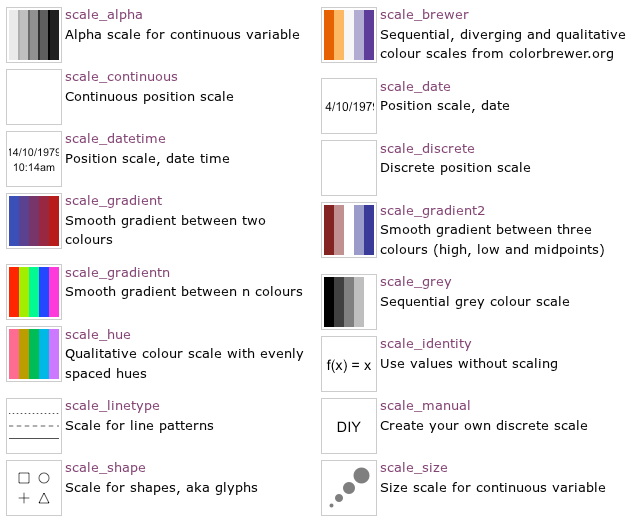 scale_alpha
Alpha scale for continuous variable
scale_continuous
Continuous position scale
14/10/1979
10:14am
scale_datetime
Position scale, date time
scale_gradient
Smooth gradient between two
colours
scale_gradientn
Smooth gradient between n colours
scale_hue
Qualitative colour scale with evenly
spaced hues
scale_linetype
Scale for line patterns
scale_shape
Scale for shapes, aka glyphs
scale_brewer
Sequential, diverging and qualitative
colour scales from colorbrewer.org
4/10/1979
scale_date
Position scale, date
scale_discrete
Discrete position scale
scale_gradient2
Smooth gradient between three
colours (high, low and midpoints)
scale_grey
Sequential grey colour scale
f(x) = x
scale_identity
Use values without scaling
DIY
scale_manual
Create your own discrete scale
scale_size
Size scale for continuous variable